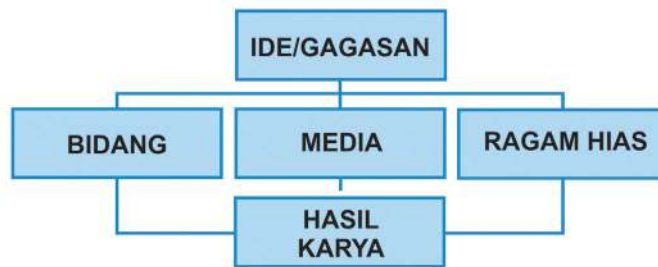 IDE/GAGASAN
BIDANG
MEDIA
RAGAM HIAS
HASIL
KARYA